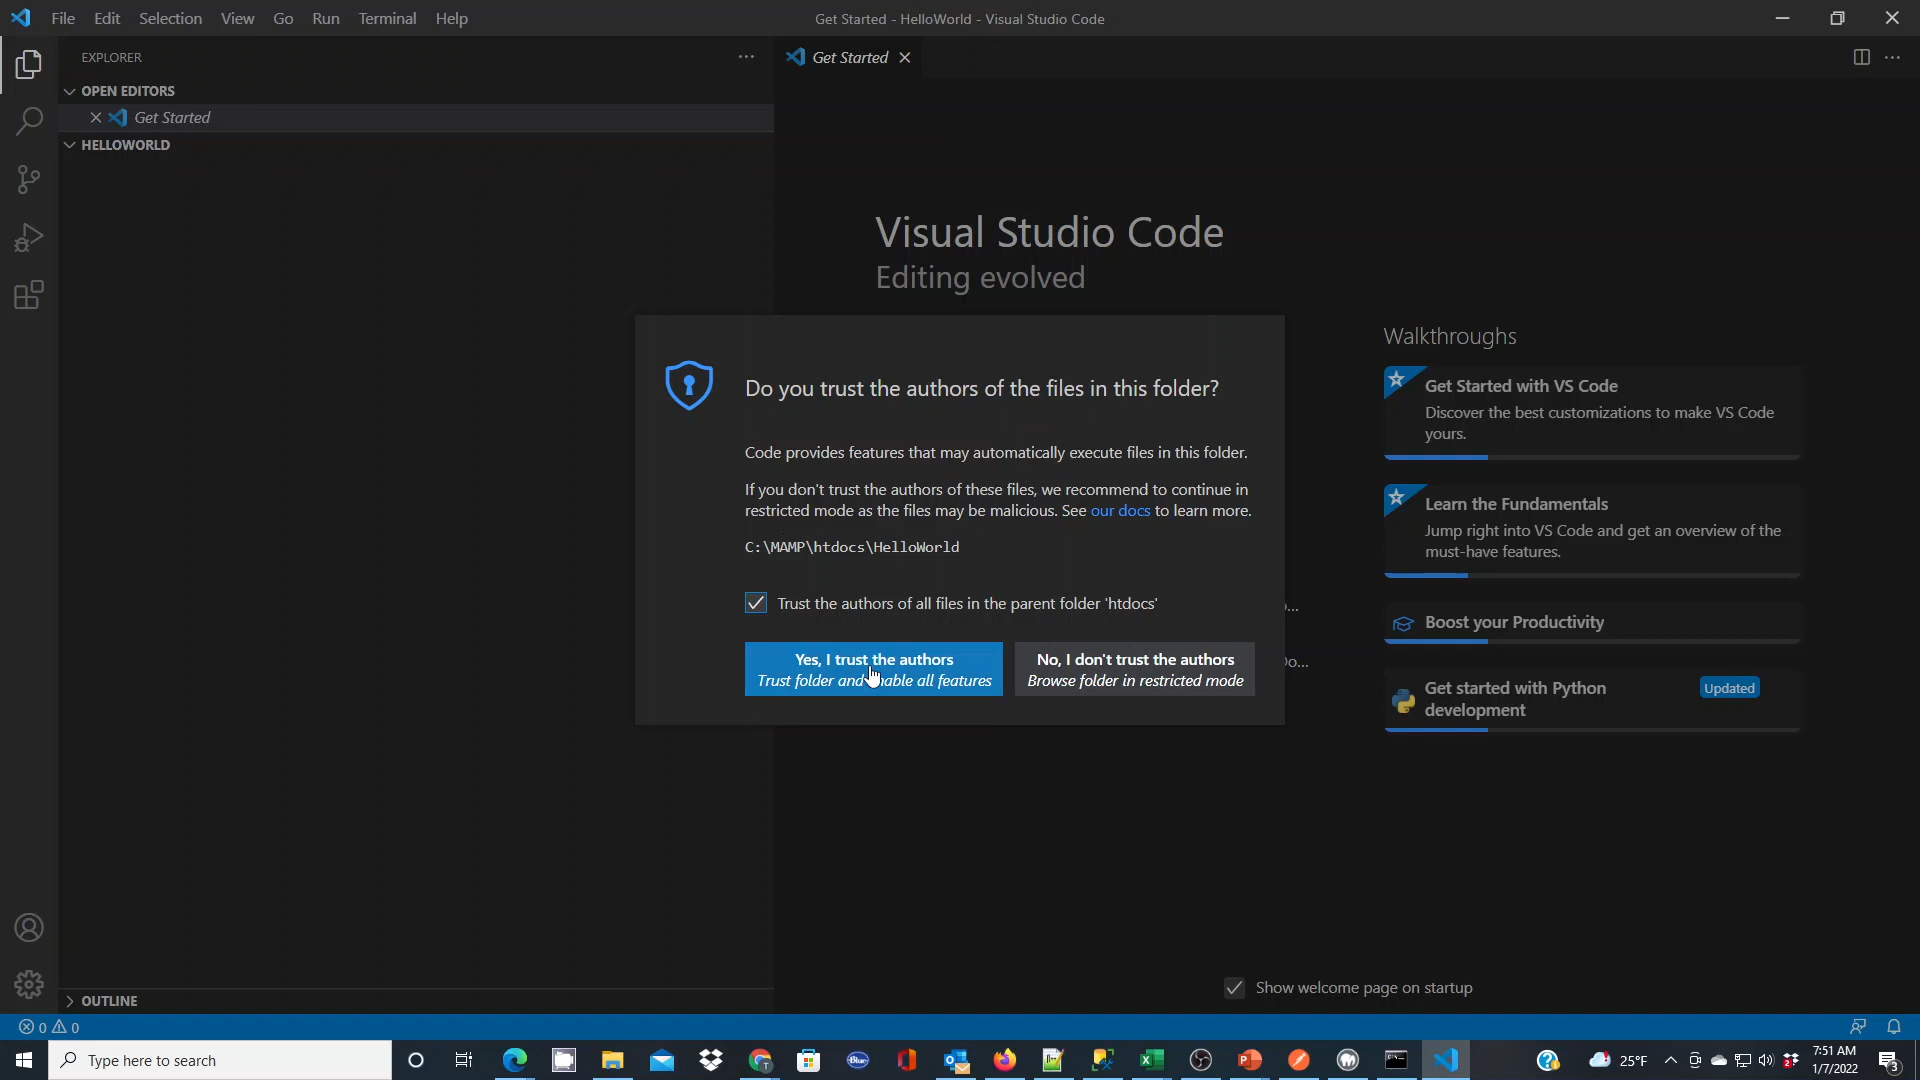 File Edit Selection View Go Run Terminal Help
Get Started - HelloWorld - Visual Studio Code
EXPLORER
OPEN EDITORS
Get Started
HELLOWORLD
OUTLINE
Get Started
Visual Studio Code
Editing evolved
Walkthroughs
Get Started with VS Code
Discover the best customizations to make VS Code
yours.
Learn the Fundamentals
Jump right into VS Code and get an overview of the
must-have features.
Boost your Productivity
Get started with Python
development
Updated
Do you trust the authors of the files in this folder?
Code provides features that may automatically execute files in this folder.
If you don't trust the authors of these files, we recommend to continue in
restricted mode as the files may be malicious. See our docs to learn more.
C:\MAMP\htdocs\HelloWorld
Trust the authors of all files in the parent folder 'htdocs'
Yes, I trust the authors
Trust folder and enable all features
No, I don't trust the authors
Browse folder in restricted mode
Show welcome page on startup
0 0
Type here to search
25°F
7:51 AM
1/7/2022
3